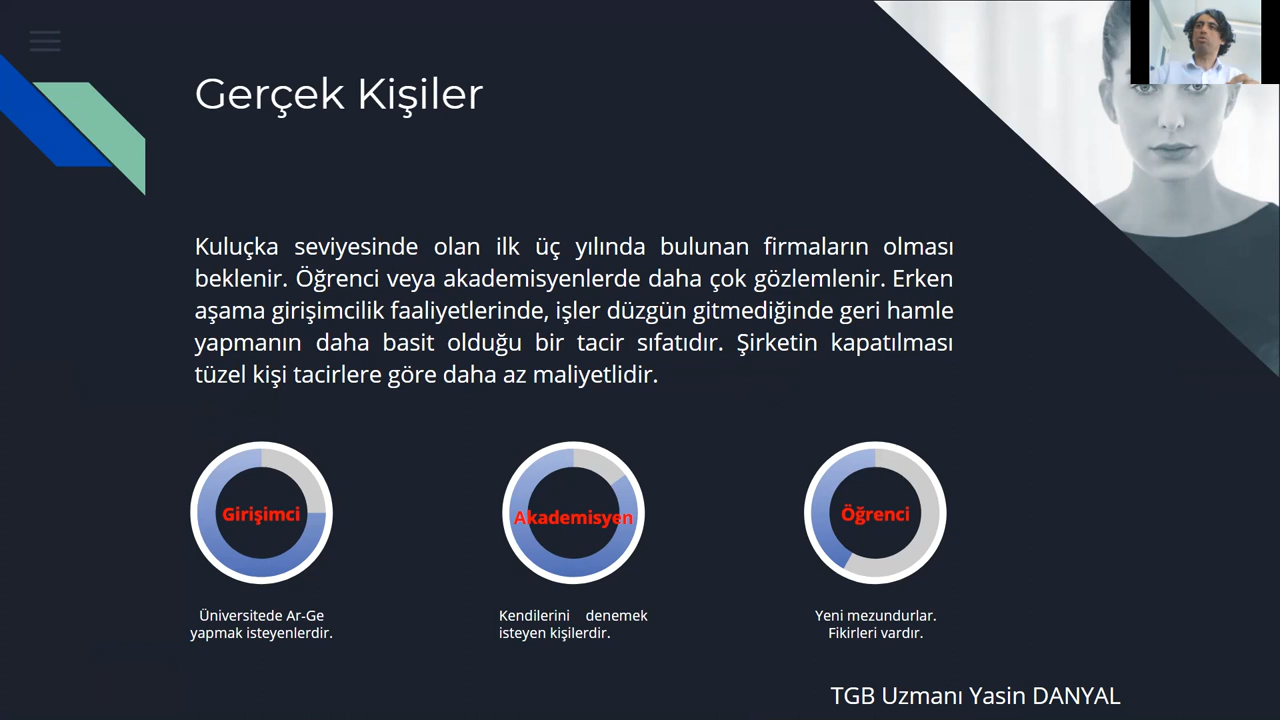 Gerçek Kişiler
Kuluçka seviyesinde olan ilk üç yılında bulunan firmaların olması
beklenir. Öğrenci veya akademisyenlerde daha çok gözlemlenir. Erken
aşama girişimcilik faaliyetlerinde, işler düzgün gitmediğinde geri hamle
yapmanın daha basit olduğu bir tacir sıfatıdır. Şirketin kapatılması
tüzel kişi tacirlere göre daha az maliyetlidir.
Girişimci
Üniversitede Ar-Ge
yapmak isteyenlerdir.
Akademisyen
Kendilerini denemek
isteyen kişilerdir.
Öğrenci
Yeni mezundurlar.
Fikirleri vardır.
TGB Uzmanı Yasin DANYAL